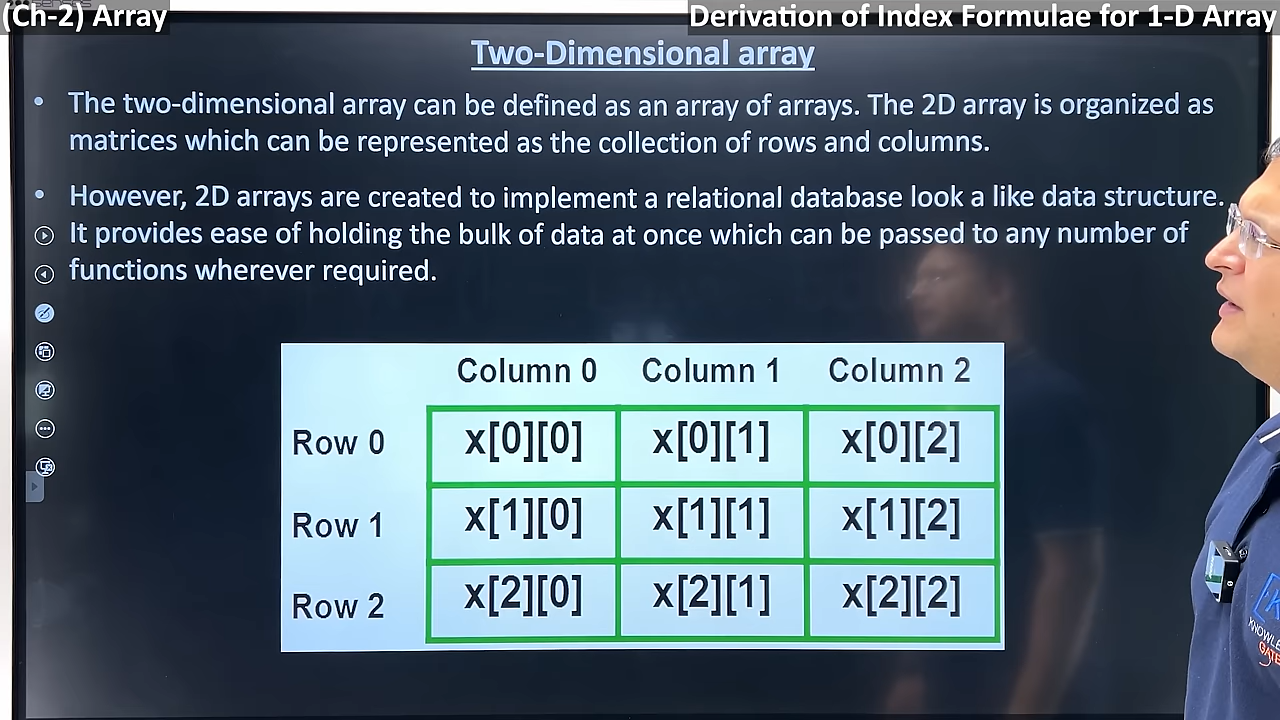 (Ch-2) Array
Derivation of Index Formulae for 1-D Array
Two-Dimensional array
• The two-dimensional array can be defined as an array of arrays. The 2D array is organized as
matrices which can be represented as the collection of rows and columns.
• However, 2D arrays are created to implement a relational database look a like data structure.
It provides ease of holding the bulk of data at once which can be passed to any number of
functions wherever required.
Column 0 Column 1 Column 2
Row 0 x[0][0] x[0][1] x[0][2]
Row 1 x[1][0] x[1][1] x[1][2]
Row 2 x[2][0] x[2][1] x[2][2]